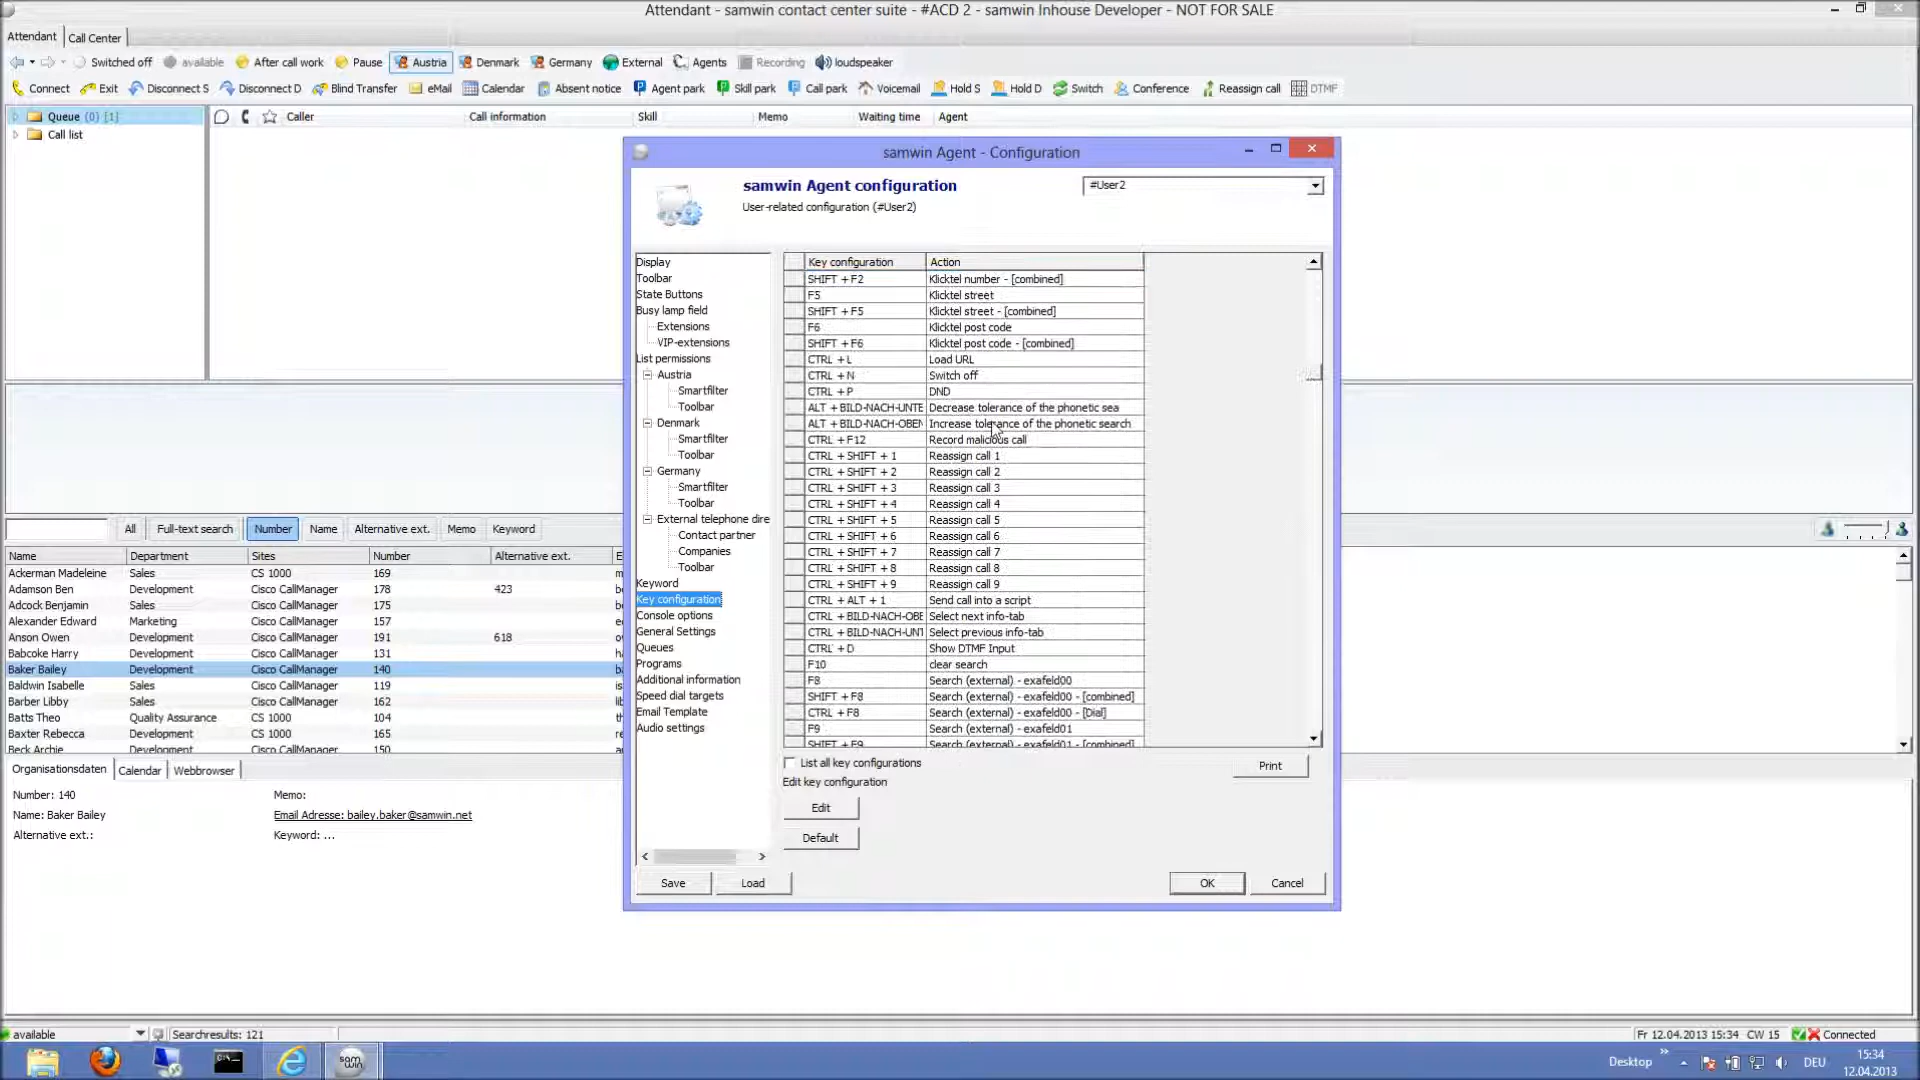 Attendant - samwin contact center suite - #ACD 2 - samwin Inhouse Developer - NOT FOR SALE
Attendant Call Center
Switched off available After call work Pause Austria Denmark Germany External Agents Recording loudspeaker
Connect Exit Disconnect S Disconnect D Blind Transfer eMail Calendar Absent notice Agent park Skill park Call park Voicemail Hold S Hold D Switch Conference Reassign call DTMF
Queue (0) [1]
Call list
Caller Call information Skill Memo Waiting time Agent
samwin Agent - Configuration
samwin Agent configuration
User-related configuration (#User2)
#User2
Display
Toolbar
State Buttons
Busy lamp field
Extensions
VIP-extensions
List permissions
Austria
Smartfilter
Toolbar
Denmark
Smartfilter
Toolbar
Germany
Smartfilter
Toolbar
External telephone dire
Contact partner
Companies
Toolbar
Keyword
Key configuration
Console options
General Settings
Queues
Programs
Additional information
Speed dial targets
Email Template
Audio settings
Key configuration Action
SHIFT + F2 Klicktel number - [combined]
F5 Klicktel street
SHIFT + F5 Klicktel street - [combined]
F6 Klicktel post code
SHIFT + F6 Klicktel post code - [combined]
CTRL + L Load URL
CTRL + N Switch off
CTRL + P DND
ALT + BILD-NACH-UNTE Decrease tolerance of the phonetic sea
ALT + BILD-NACH-OBEN Increase tolerance of the phonetic search
CTRL + F12 Record malicious call
CTRL + SHIFT + 1 Reassign call 1
CTRL + SHIFT + 2 Reassign call 2
CTRL + SHIFT + 3 Reassign call 3
CTRL + SHIFT + 4 Reassign call 4
CTRL + SHIFT + 5 Reassign call 5
CTRL + SHIFT + 6 Reassign call 6
CTRL + SHIFT + 7 Reassign call 7
CTRL + SHIFT + 8 Reassign call 8
CTRL + SHIFT + 9 Reassign call 9
CTRL + ALT + 1 Send call into a script
CTRL + BILD-NACH-OBE Select next info-tab
CTRL + BILD-NACH-UNT Select previous info-tab
CTRL + D Show DTMF Input
F10 clear search
F8 Search (external) - exafeld00
SHIFT + F8 Search (external) - exafeld00 - [combined]
CTRL + F8 Search (external) - exafeld00 - [Dial]
F9 Search (external) - exafeld01
SHIFT + F9 Search (external) - exafeld01 - [combined]
List all key configurations
Print
Edit key configuration
Edit
Default
Save Load OK Cancel
All Full-text search Number Name Alternative ext. Memo Keyword
Name Department Sites Number Alternative ext. E
Ackerman Madeleine Sales CS 1000 169
Adamson Ben Development Cisco CallManager 178 423
Adcock Benjamin Sales Cisco CallManager 175
Alexander Edward Marketing Cisco CallManager 157
Anson Owen Development Cisco CallManager 191 618
Babcoke Harry Development Cisco CallManager 131
Baker Bailey Development Cisco CallManager 140
Baldwin Isabelle Sales Cisco CallManager 119
Barber Libby Sales Cisco CallManager 162
Batts Theo Quality Assurance CS 1000 104
Baxter Rebecca Development CS 1000 165
Beck Archie Development Cisco CallManager 150
Organisationsdaten Calendar Webbrowser
Number: 140 Memo:
Name: Baker Bailey Email Adresse: bailey.baker@samwin.net
Alternative ext.: Keyword: ...
available Searchresults: 121 Fr 12.04.2013 15:34 CW 15 Connected
sam
win
Desktop DEU
15:34
12.04.2013